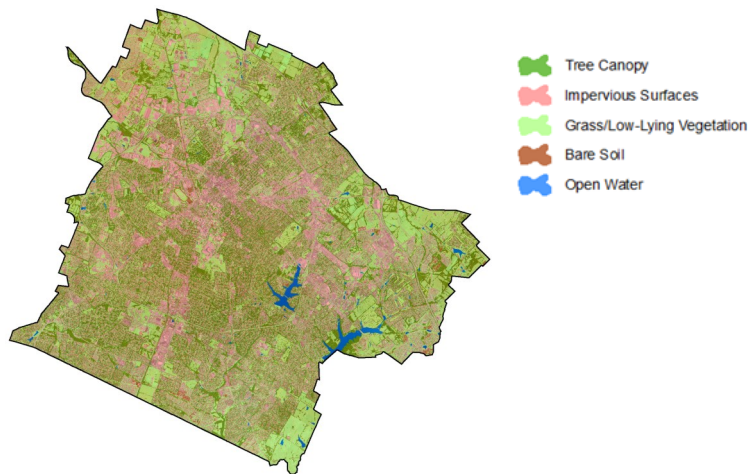 Tree Canopy
Impervious Surfaces
Grass/Low-Lying Vegetation
Bare Soil
Open Water